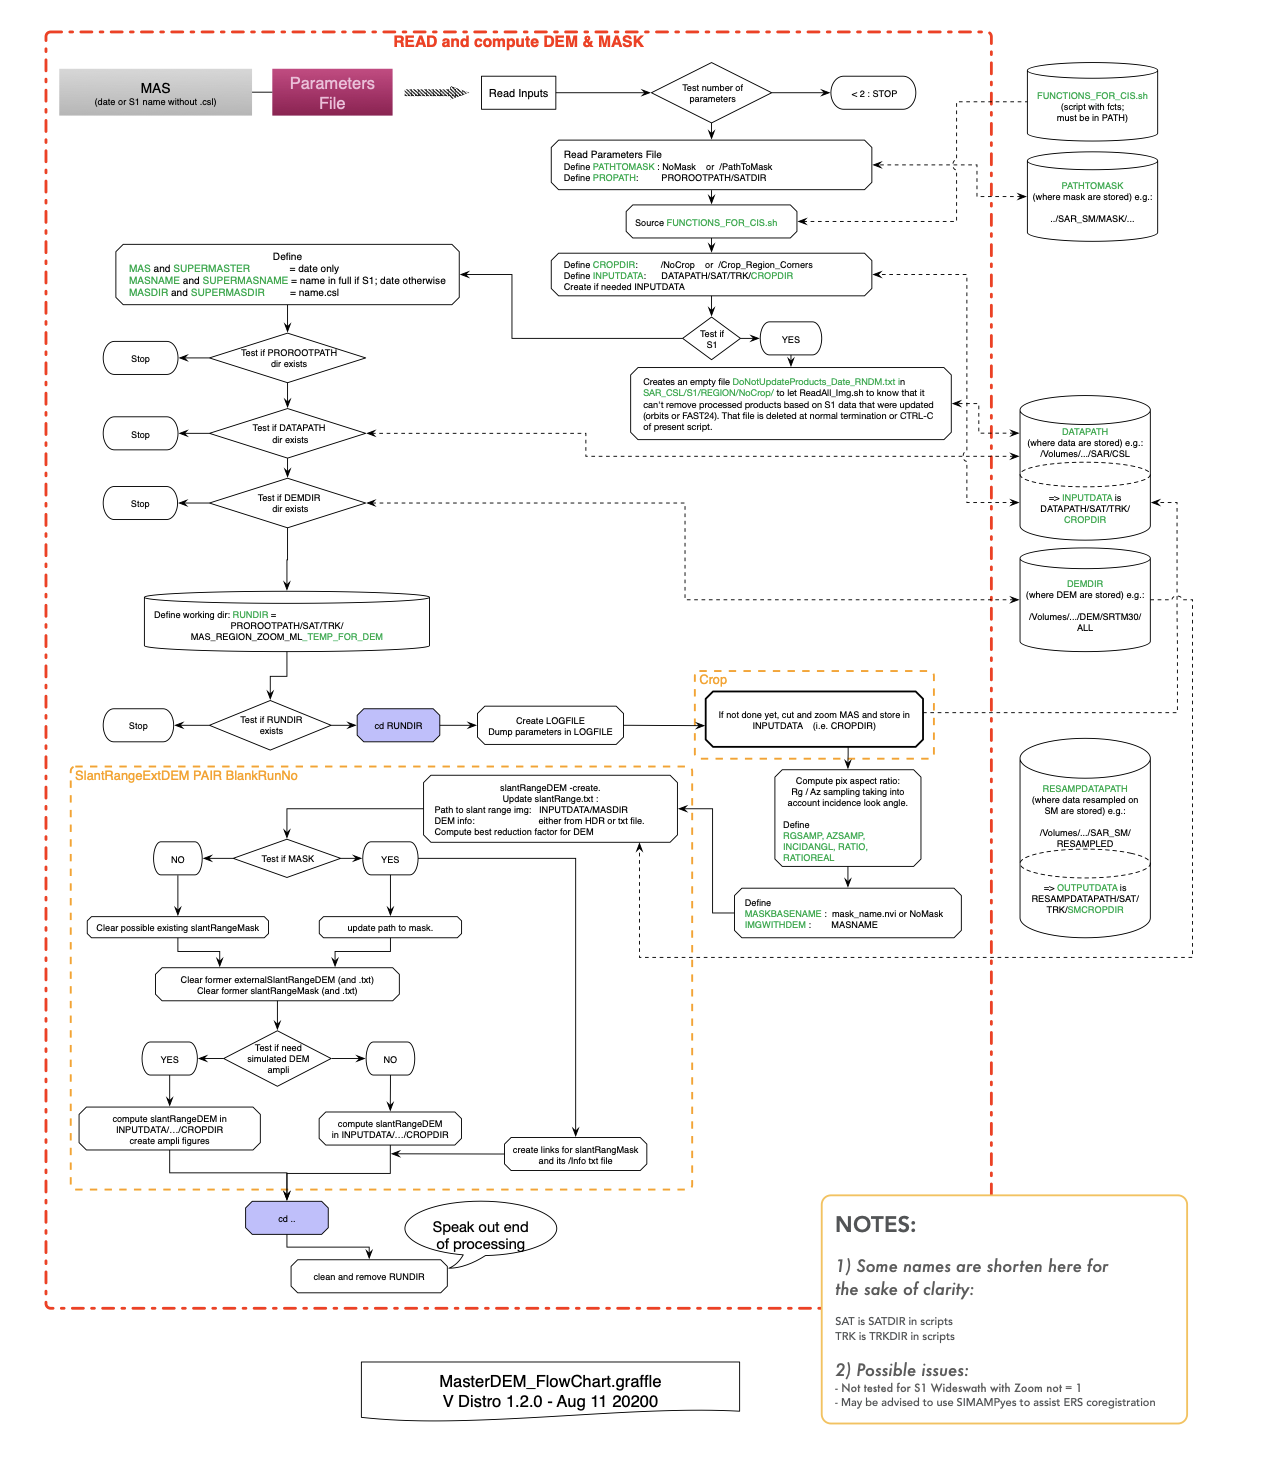 READ and compute DEM & MASK
MAS
(date or S1 name without .csl)
Parameters
File
Read Inputs
Test number of
parameters
< 2 : STOP
FUNCTIONS_FOR_CIS.sh
(script with fcts;
must be in PATH)
Read Parameters File
Define PATHTOMASK : NoMask or /PathToMask
Define PROPATH: PROROOTPATH/SATDIR
PATHTOMASK
(where mask are stored) e.g.:
../SAR_SM/MASK/...
Source FUNCTIONS_FOR_CIS.sh
Define
MAS and SUPERMASTER = date only
MASNAME and SUPERMASNAME = name in full if S1; date otherwise
MASDIR and SUPERMASDIR = name.csl
Define CROPDIR: /NoCrop or /Crop_Region_Corners
Define INPUTDATA: DATAPATH/SAT/TRK/CROPDIR
Create if needed INPUTDATA
Test if
S1
YES
Stop
Test if PROROOTPATH
dir exists
Creates an empty file DoNotUpdateProducts_Date_RNDM.txt in
SAR_CSL/S1/REGION/NoCrop/ to let ReadAll_Img.sh to know that it
can't remove processed products based on S1 data that were updated
(orbits or FAST24). That file is deleted at normal termination or CTRL-C
of present script.
Stop
Test if DATAPATH
dir exists
DATAPATH
(where data are stored) e.g.:
/Volumes/.../SAR/CSL
=> INPUTDATA is
DATAPATH/SAT/TRK/
CROPDIR
Stop
Test if DEMDIR
dir exists
DEMDIR
(where DEM are stored) e.g.:
/Volumes/.../DEM/SRTM30/
ALL
Define working dir: RUNDIR =
PROROOTPATH/SAT/TRK/
MAS_REGION_ZOOM_ML_TEMP_FOR_DEM
Stop
Test if RUNDIR
exists
cd RUNDIR
Create LOGFILE
Dump parameters in LOGFILE
Crop
If not done yet, cut and zoom MAS and store in
INPUTDATA (i.e. CROPDIR)
SlantRangeExtDEM PAIR BlankRunNo
slantRangeDEM -create.
Update slantRange.txt :
Path to slant range img: INPUTDATA/MASDIR
DEM info: either from HDR or txt file.
Compute best reduction factor for DEM
Compute pix aspect ratio:
Rg / Az sampling taking into
account incidence look angle.
Define
RGSAMP, AZSAMP,
INCIDANGL, RATIO,
RATIOREAL
RESAMPDATAPATH
(where data resampled on
SM are stored) e.g.:
/Volumes/.../SAR_SM/
RESAMPLED
=> OUTPUTDATA is
RESAMPDATAPATH/SAT/
TRK/SMCROPDIR
NO
Test if MASK
YES
Define
MASKBASENAME : mask_name.nvi or NoMask
IMGWITHDEM : MASNAME
Clear possible existing slantRangeMask
update path to mask.
Clear former externalSlantRangeDEM (and .txt)
Clear former slantRangeMask (and .txt)
YES
Test if need
simulated DEM
ampli
NO
compute slantRangeDEM in
INPUTDATA/.../CROPDIR
create ampli figures
compute slantRangeDEM
in INPUTDATA/.../CROPDIR
create links for slantRangMask
and its /Info txt file
cd ..
Speak out end
of processing
clean and remove RUNDIR
NOTES:
1) Some names are shorten here for
the sake of clarity:
SAT is SATDIR in scripts
TRK is TRKDIR in scripts
2) Possible issues:
- Not tested for S1 Wideswath with Zoom not = 1
- May be advised to use SIMAMPyes to assist ERS coregistration
MasterDEM_FlowChart.graffle
V Distro 1.2.0 - Aug 11 20200